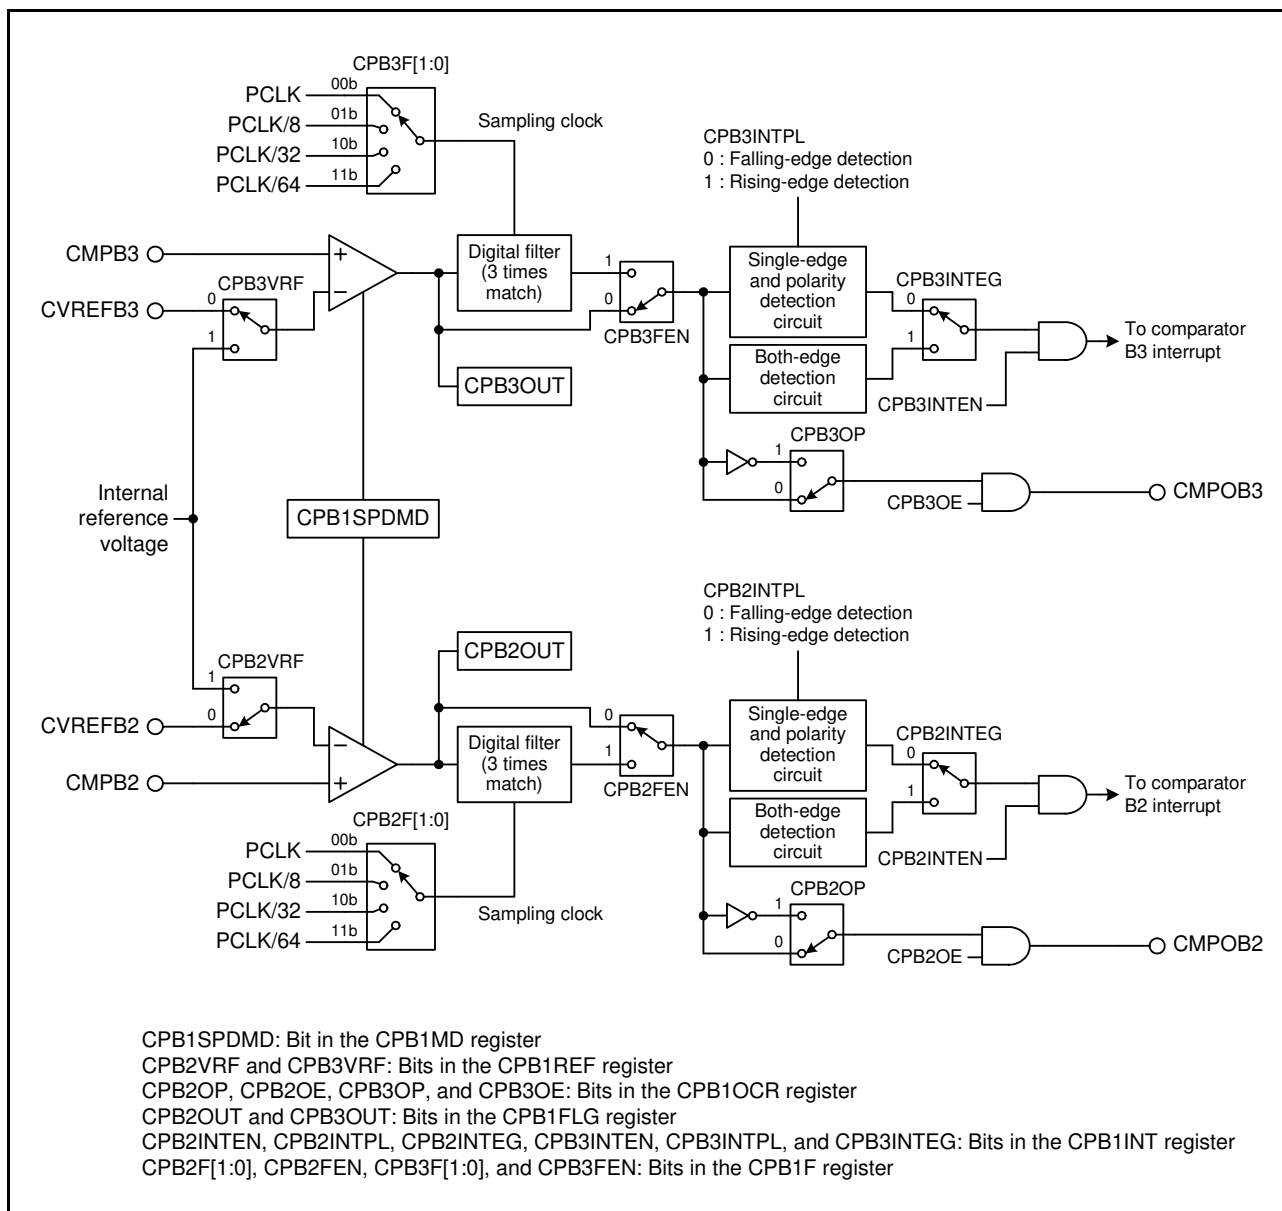 CPB3F[1:0]
PCLK
00b
PCLK/8
01b
PCLK/32
10b
PCLK/64
11b
Sampling clock
CPB3INTPL
0 : Falling-edge detection
1 : Rising-edge detection
CMPB3
+
−
Digital filter
(3 times
match)
1
0
CPB3FEN
Single-edge
and polarity
detection
circuit
CPB3INTEG
0
1
CVREFB3
CPB3VRF
0
1
CPB3OUT
Both-edge
detection
circuit
CPB3INTEN
To comparator
B3 interrupt
CPB3OP
1
0
CPB3OE
CMPOB3
Internal
reference
voltage
CPB1SPDMD
CPB2INTPL
0 : Falling-edge detection
1 : Rising-edge detection
CPB2OUT
CPB2VRF
1
0
CVREFB2
CMPB2
−
+
Digital filter
(3 times
match)
0
1
CPB2FEN
Single-edge
and polarity
detection
circuit
CPB2INTEG
0
1
Both-edge
detection
circuit
CPB2INTEN
To comparator
B2 interrupt
CPB2F[1:0]
PCLK
00b
PCLK/8
01b
PCLK/32
10b
PCLK/64
11b
Sampling clock
CPB2OP
1
0
CPB2OE
CMPOB2
CPB1SPDMD: Bit in the CPB1MD register
CPB2VRF and CPB3VRF: Bits in the CPB1REF register
CPB2OP, CPB2OE, CPB3OP, and CPB3OE: Bits in the CPB1OCR register
CPB2OUT and CPB3OUT: Bits in the CPB1FLG register
CPB2INTEN, CPB2INTPL, CPB2INTEG, CPB3INTEN, CPB3INTPL, and CPB3INTEG: Bits in the CPB1INT register
CPB2F[1:0], CPB2FEN, CPB3F[1:0], and CPB3FEN: Bits in the CPB1F register